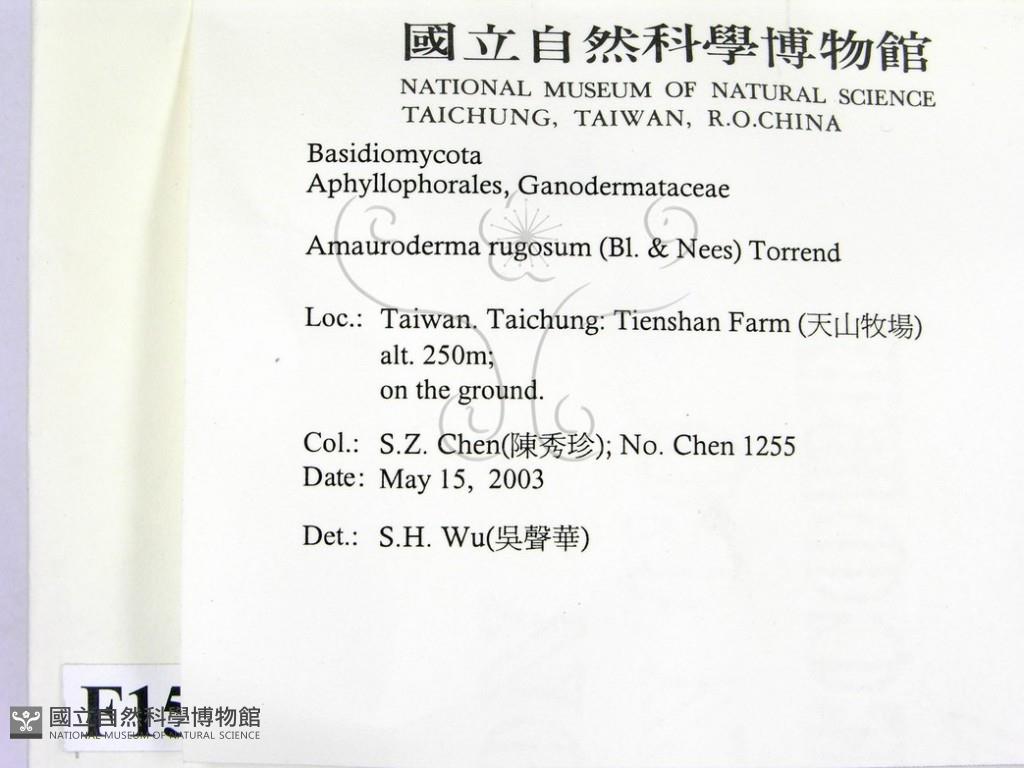 國立自然科學博物館
NATIONAL MUSEUM OF NATURAL SCIENCE
TAICHUNG, TAIWAN, R.O.CHINA
Basidiomycota
Aphyllophorales, Ganodermataceae
Amauroderma rugosum (Bl. & Nees) Torrend
Loc.: Taiwan. Taichung: Tienshan Farm (天山牧場)
alt. 250m;
on the ground.
Col.: S.Z. Chen(陳秀珍); No. Chen 1255
Date: May 15, 2003
Det.: S.H. Wu(吳聲華)
F15
國立自然科學博物館
NATIONAL MUSEUM OF NATURAL SCIENCE